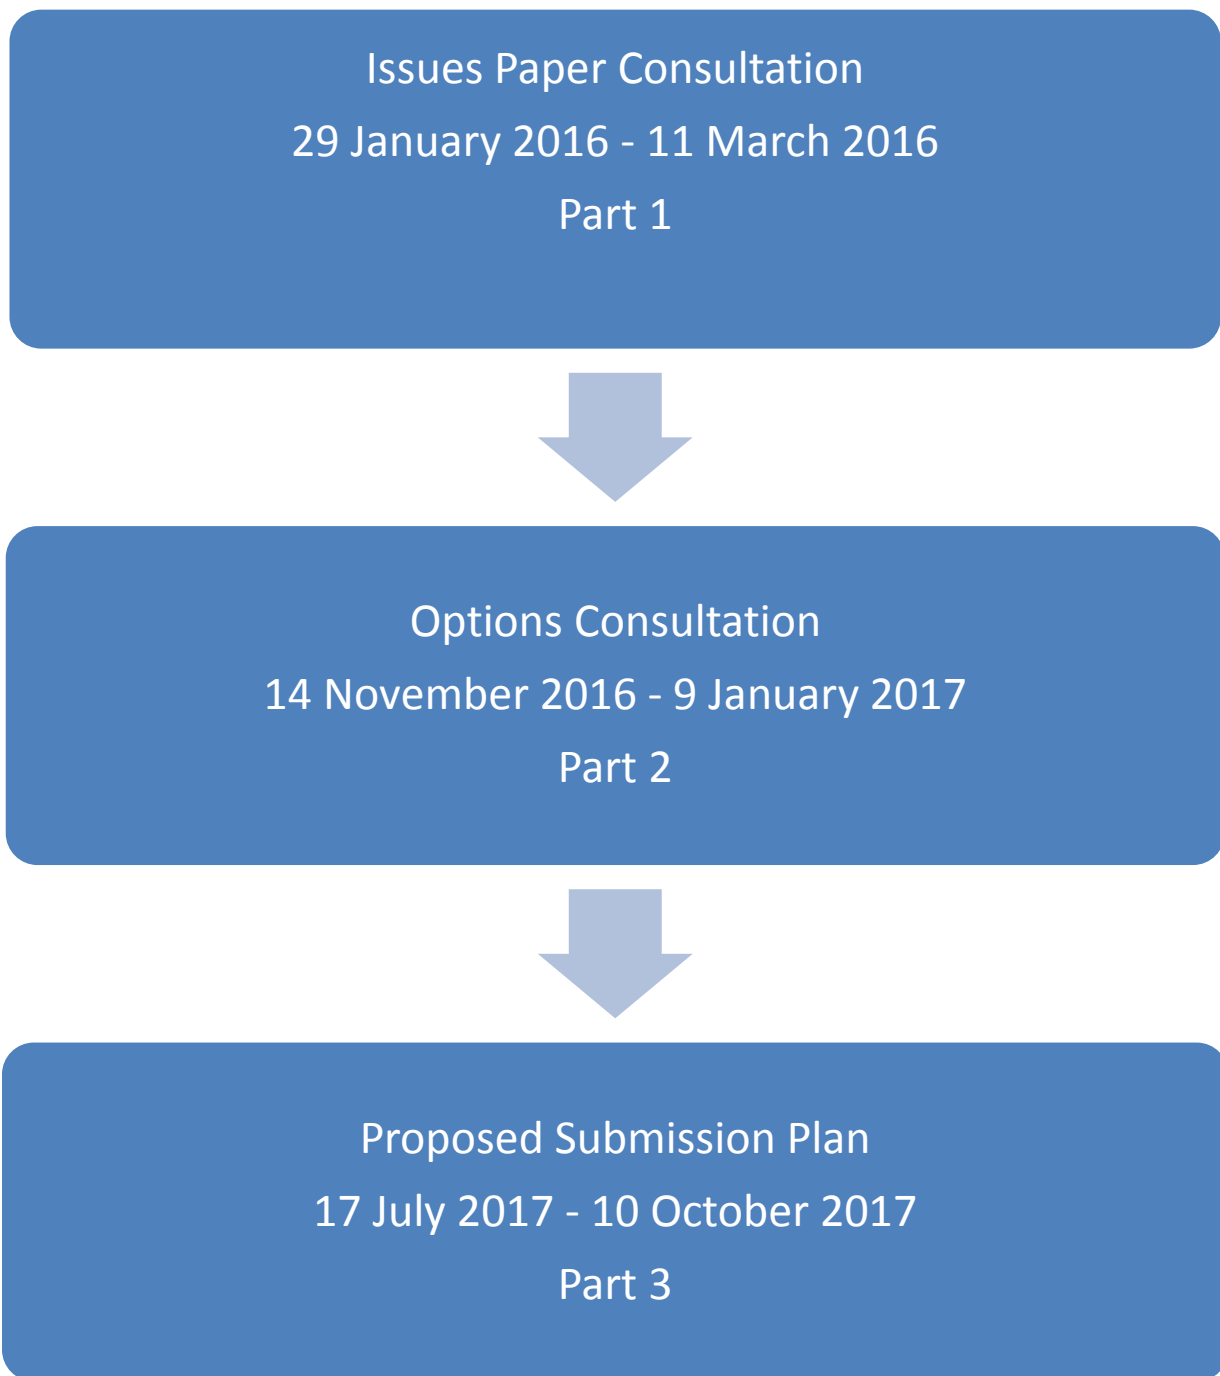 Issues Paper Consultation
29 January 2016 - 11 March 2016
Part 1
Options Consultation
14 November 2016 - 9 January 2017
Part 2
Proposed Submission Plan
17 July 2017 - 10 October 2017
Part 3